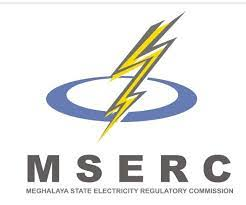 MSERC
MEGHALAYA STATE ELECTRICITY REGULATORY COMMISSION